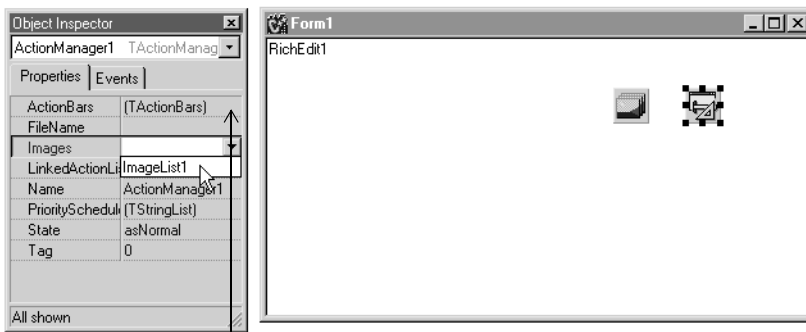 Object Inspector
ActionManager1 TActionManag
Properties Events
ActionBars (TActionBars)
FileName
Images
LinkedActionLi ImageList1
Name ActionManager1
PrioritySchedul (TStringList)
State asNormal
Tag 0
All shown
Form1
RichEdit1